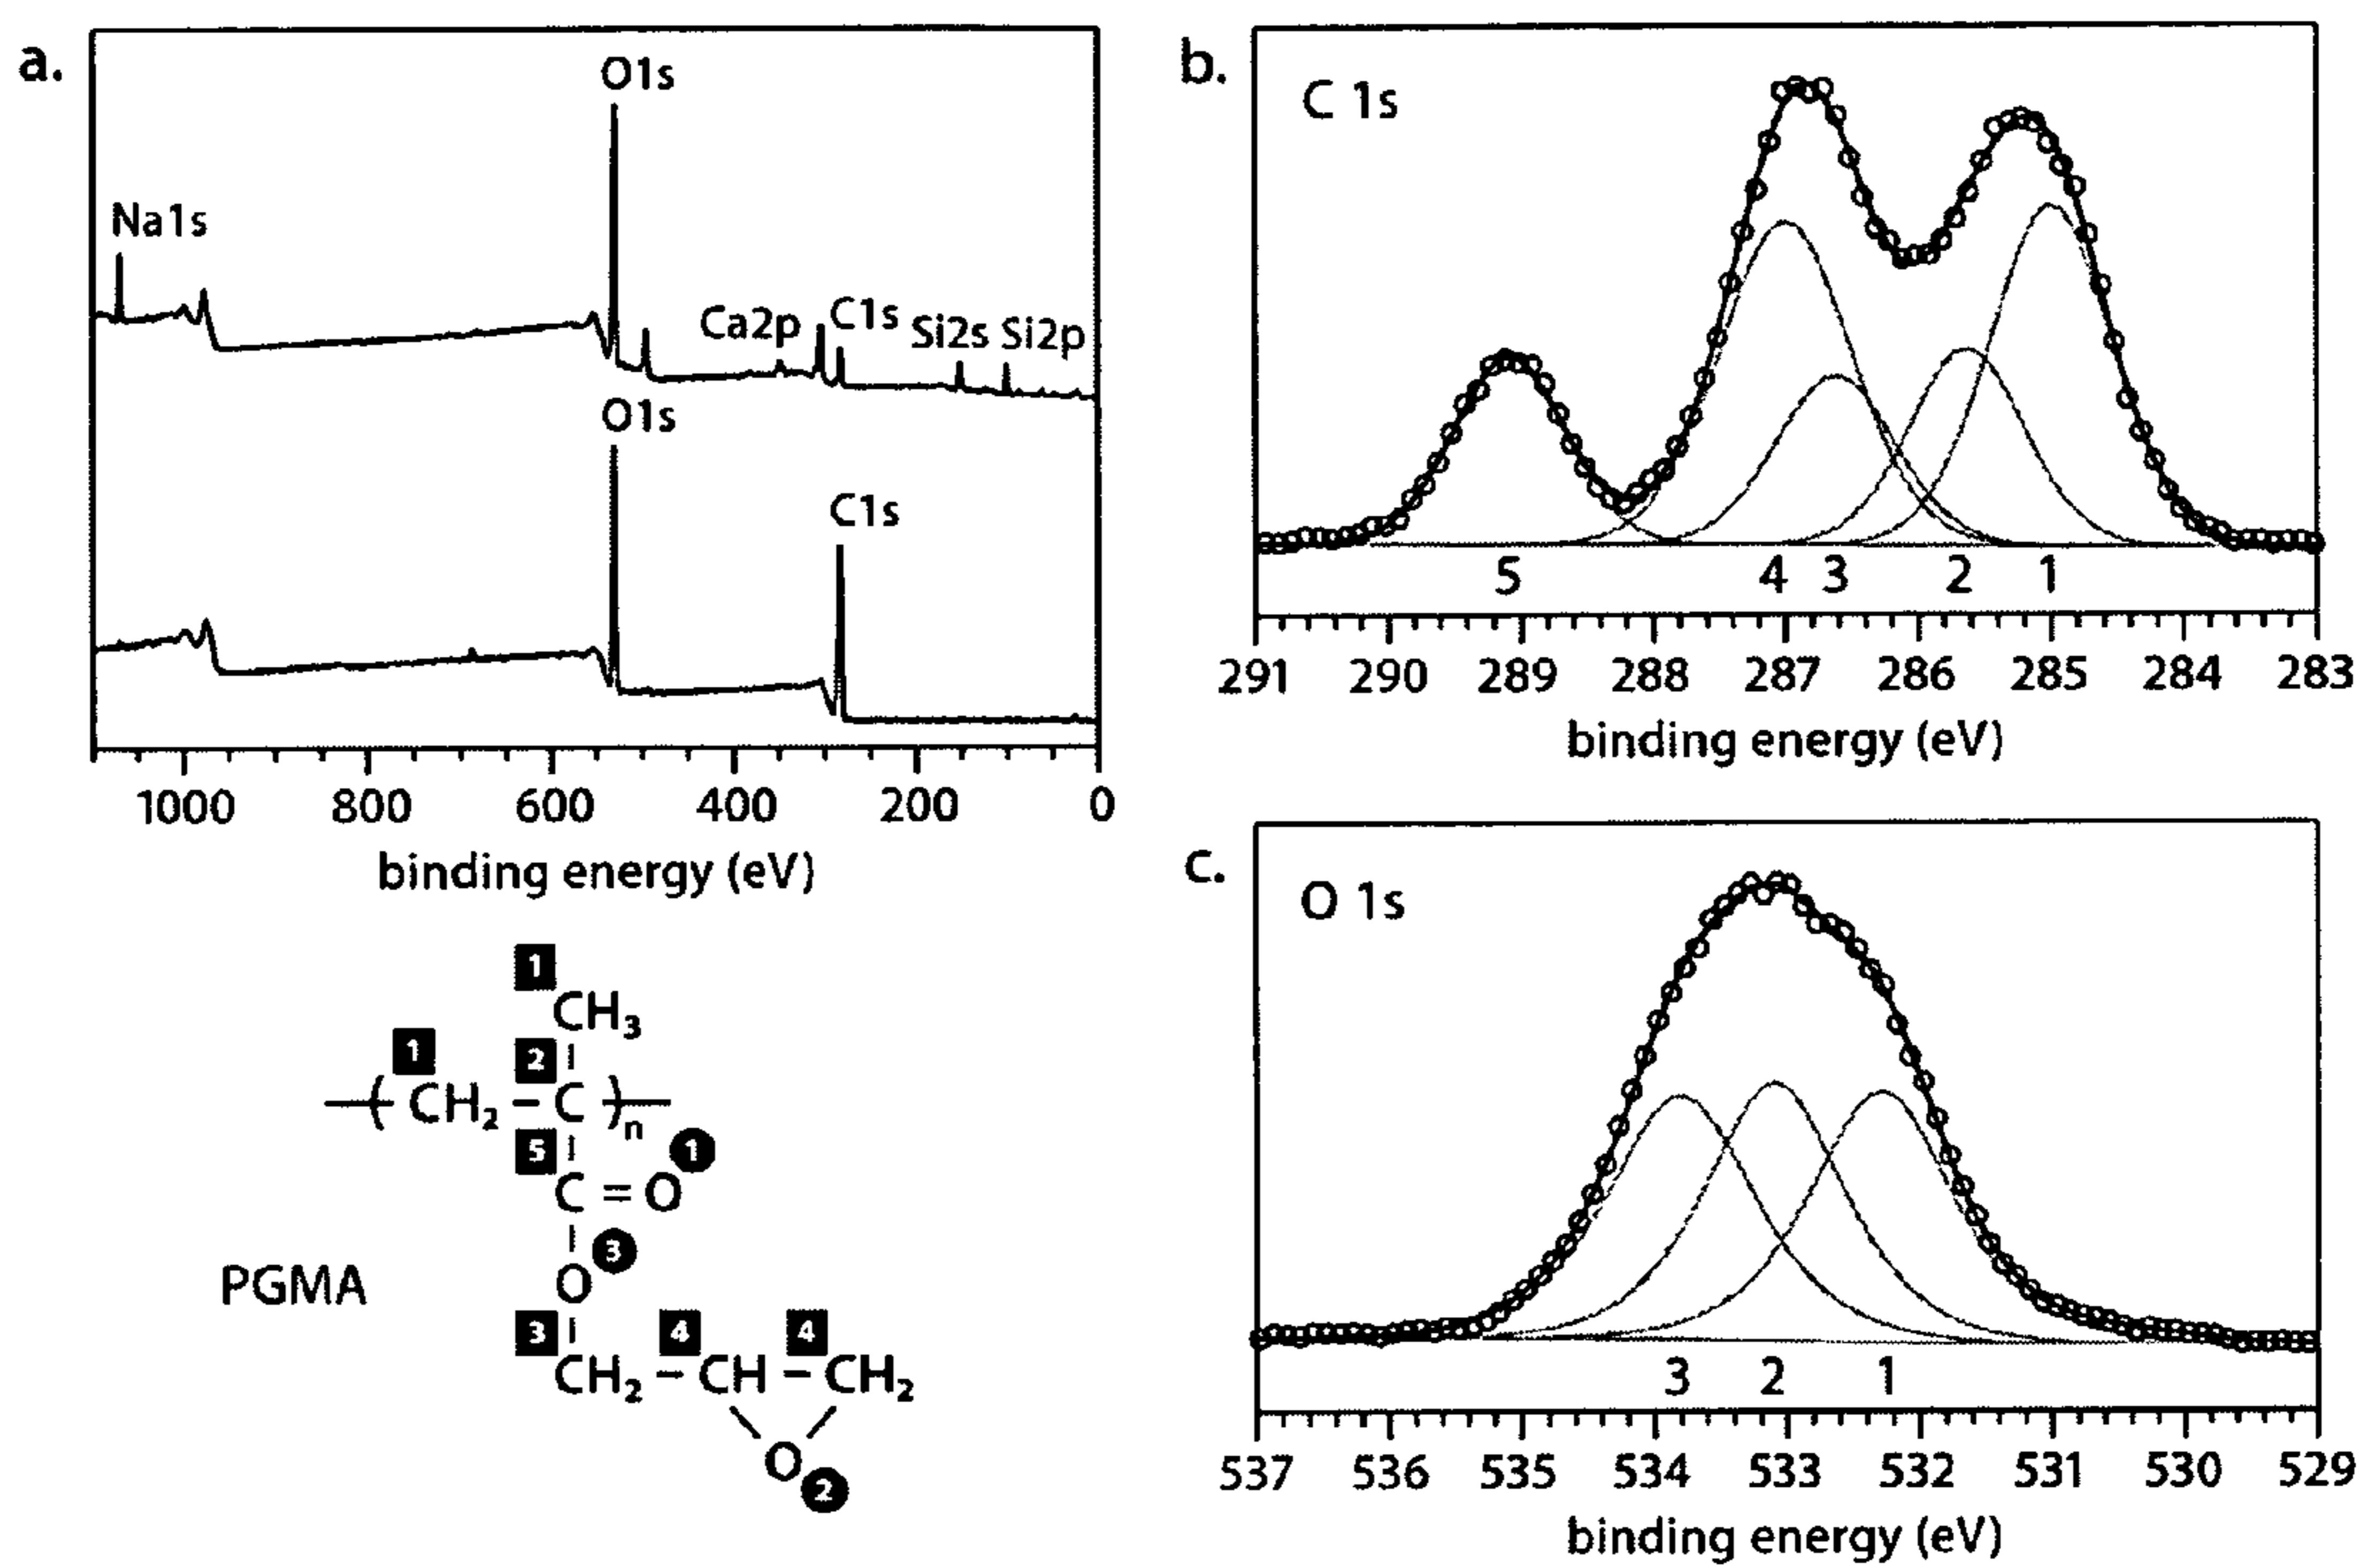 a.
O1s
Na1s
Ca2p C1s Si2s Si2p
O1s
C1s
1000 800 600 400 200 0
binding energy (eV)
b.
C 1s
5 4 3 2 1
291 290 289 288 287 286 285 284 283
binding energy (eV)
c.
O 1s
3 2 1
537 536 535 534 533 532 531 530 529
binding energy (eV)
1
CH3
1 2
( CH2 – C )n
5 1
C = O
3
PGMA O
3 4 4
CH2 – CH – CH2
O
2